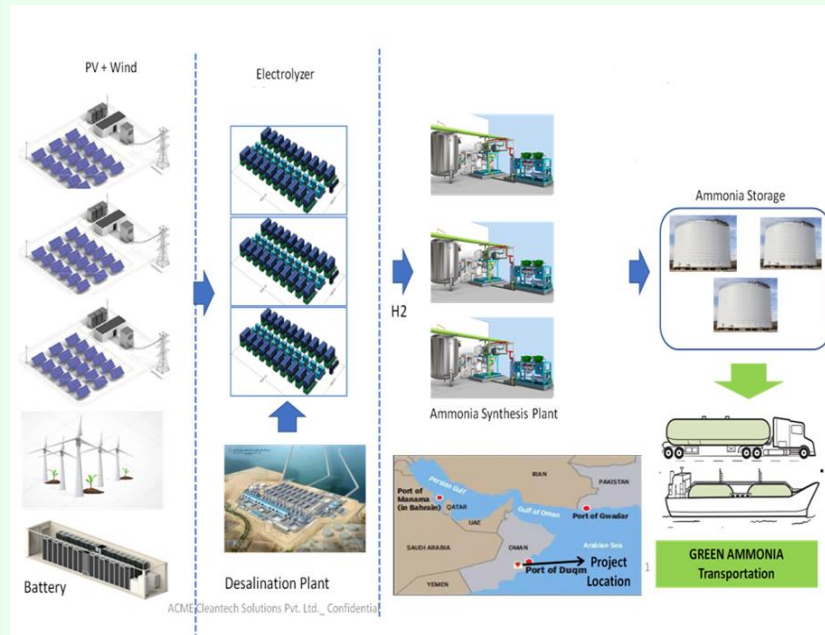 PV + Wind
Electrolyzer
H2
Ammonia Synthesis Plant
Ammonia Storage
Battery
Desalination Plant
IRAN
PAKISTAN
Persian Gulf
Port of
Manama
(in Bahrain)
QATAR
UAE
Gulf of Oman
Port of Gwadar
SAUDI ARABIA
OMAN
Arabian Sea
Port of Duqm
YEMEN
Project
Location
1
GREEN AMMONIA
Transportation
ACME Cleantech Solutions Pvt. Ltd._ Confidential